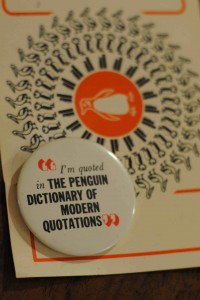 “I'm quoted
in THE PENGUIN
DICTIONARY OF
MODERN
QUOTATIONS”